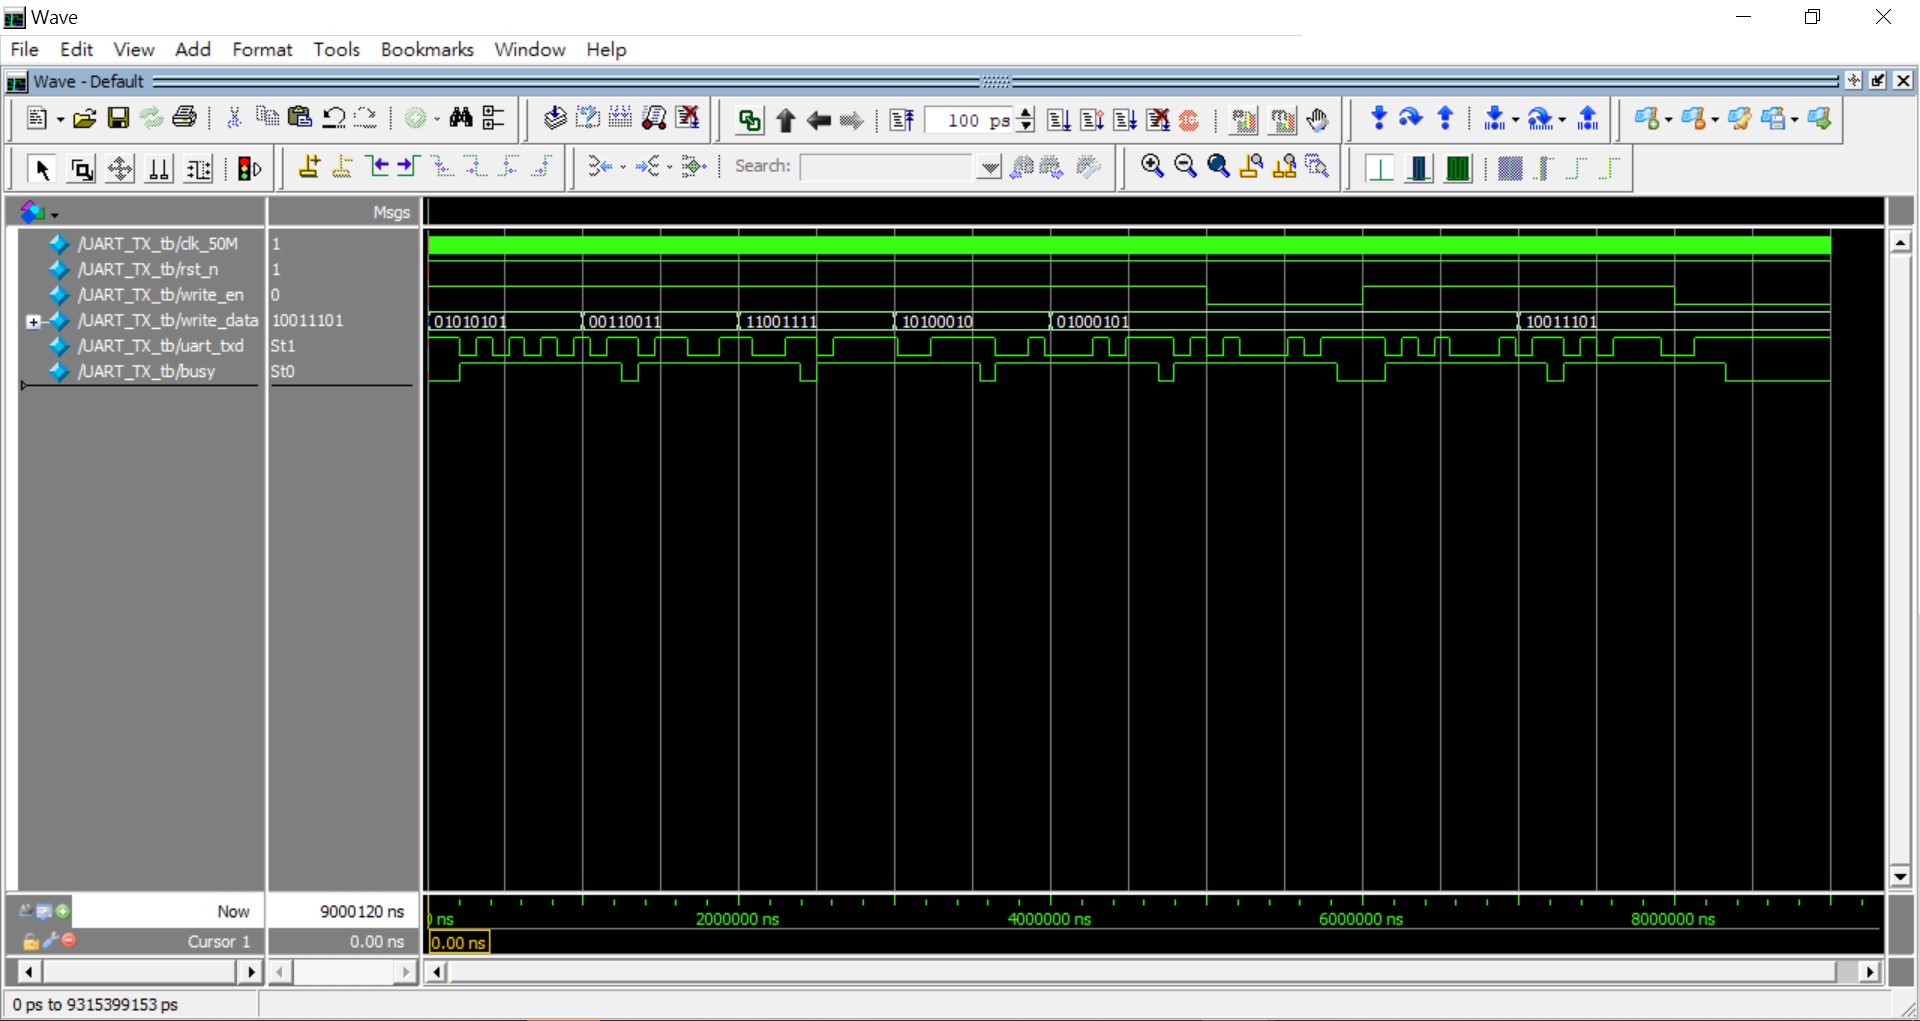 Wave
File Edit View Add Format Tools Bookmarks Window Help
Wave - Default
100 ps
Search:
Msgs
/UART_TX_tb/clk_50M 1
/UART_TX_tb/rst_n 1
/UART_TX_tb/write_en 0
/UART_TX_tb/write_data 10011101 01010101 00110011 11001111 10100010 01000101 10011101
/UART_TX_tb/uart_txd St1
/UART_TX_tb/busy St0
Now 9000120 ns ns 2000000 ns 4000000 ns 6000000 ns 8000000 ns
Cursor 1 0.00 ns 0.00 ns
0 ps to 9315399153 ps